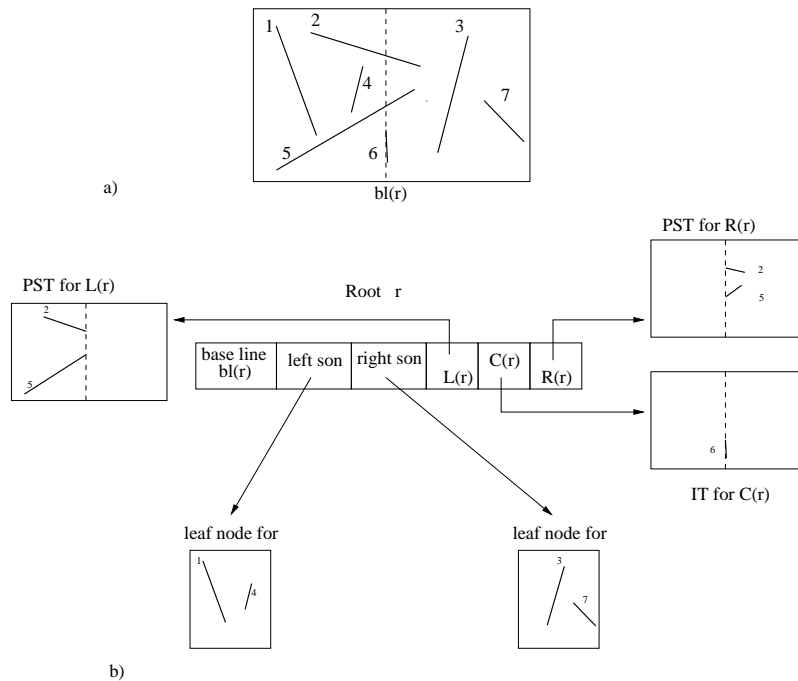 1
2
3
4
7
5
6
bl(r)
a)
PST for R(r)
2
5
PST for L(r)
2
5
Root r
base line
bl(r)
left son
right son
L(r)
C(r)
R(r)
6
IT for C(r)
leaf node for
1
4
leaf node for
3
7
b)